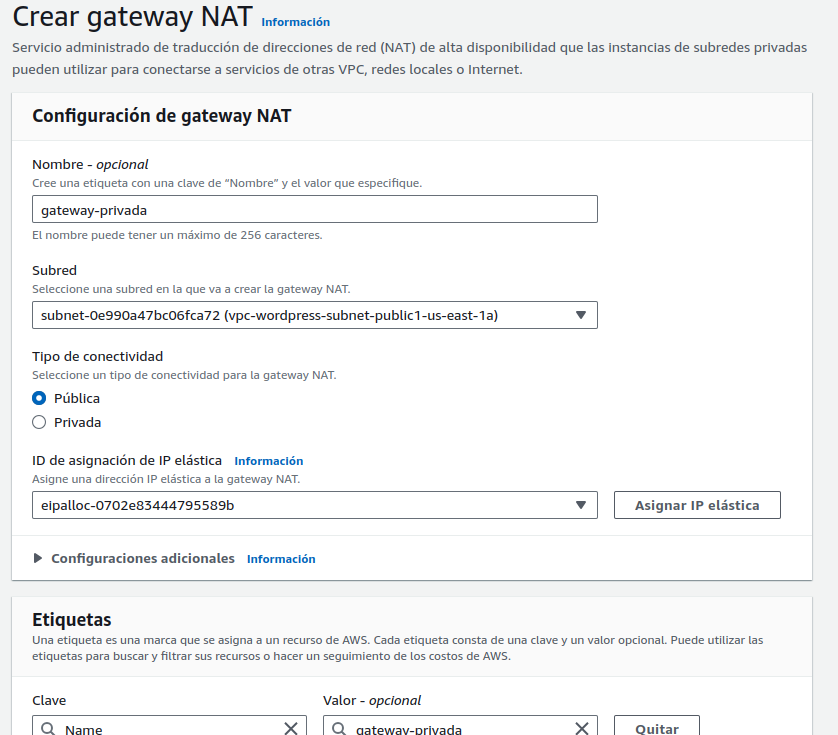 Crear gateway NAT Información
Servicio administrado de traducción de direcciones de red (NAT) de alta disponibilidad que las instancias de subredes privadas
pueden utilizar para conectarse a servicios de otras VPC, redes locales o Internet.
Configuración de gateway NAT
Nombre - opcional
Cree una etiqueta con una clave de “Nombre” y el valor que especifique.
gateway-privada
El nombre puede tener un máximo de 256 caracteres.
Subred
Seleccione una subred en la que va a crear la gateway NAT.
subnet-0e990a47bc06fca72 (vpc-wordpress-subnet-public1-us-east-1a)
Tipo de conectividad
Seleccione un tipo de conectividad para la gateway NAT.
Pública
Privada
ID de asignación de IP elástica Información
Asigne una dirección IP elástica a la gateway NAT.
eipalloc-0702e83444795589b Asignar IP elástica
Configuraciones adicionales Información
Etiquetas
Una etiqueta es una marca que se asigna a un recurso de AWS. Cada etiqueta consta de una clave y un valor opcional. Puede utilizar las
etiquetas para buscar y filtrar sus recursos o hacer un seguimiento de los costos de AWS.
Clave Valor - opcional
Name gateway-privada Quitar